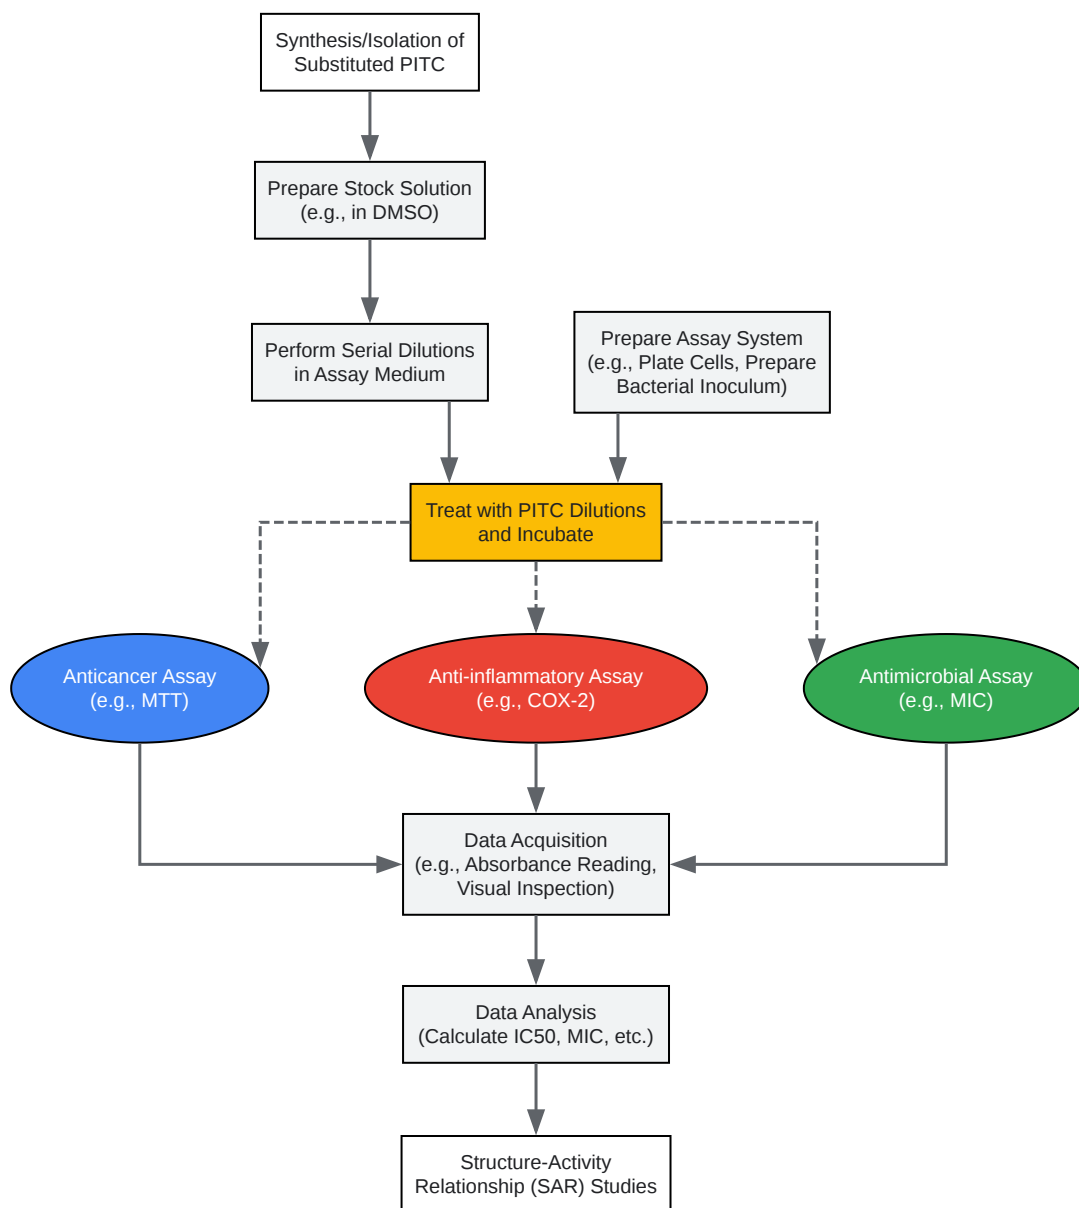 Synthesis/Isolation of
Substituted PITC
Prepare Stock Solution
(e.g., in DMSO)
Perform Serial Dilutions
in Assay Medium
Prepare Assay System
(e.g., Plate Cells, Prepare
Bacterial Inoculum)
Treat with PITC Dilutions
and Incubate
Anticancer Assay
(e.g., MTT)
Anti-inflammatory Assay
(e.g., COX-2)
Antimicrobial Assay
(e.g., MIC)
Data Acquisition
(e.g., Absorbance Reading,
Visual Inspection)
Data Analysis
(Calculate IC50, MIC, etc.)
Structure-Activity
Relationship (SAR) Studies